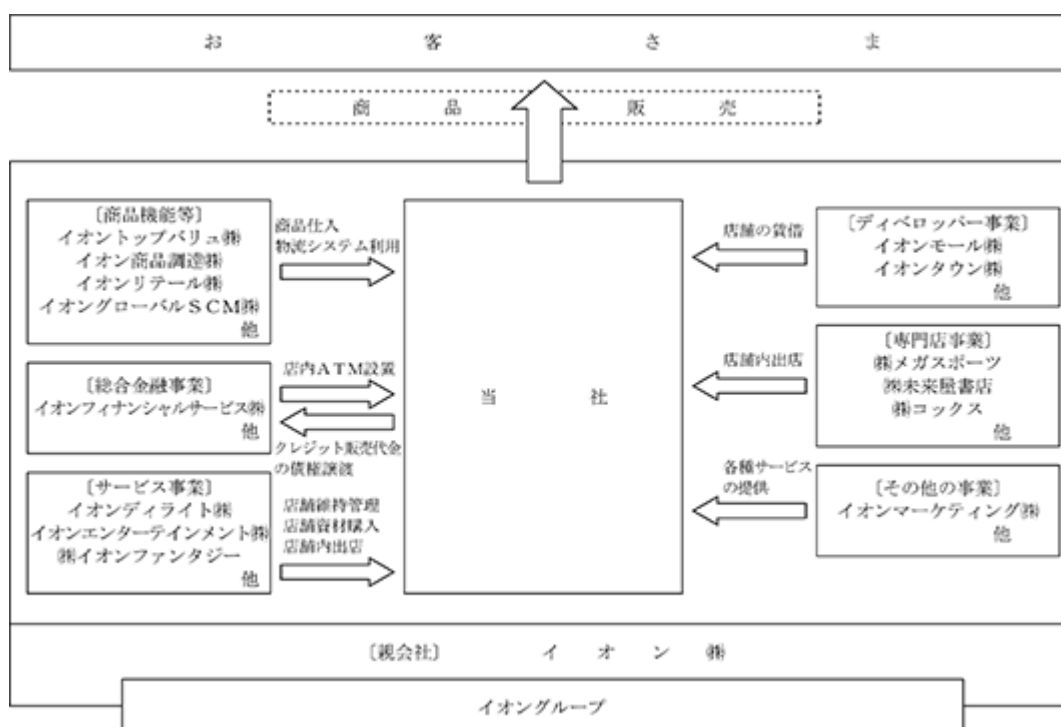 お客さま
商品販売
〔商品機能等〕
イオントップバリュ㈱
イオン商品調達㈱
イオンリテール㈱
イオングローバルＳＣＭ㈱
他
商品仕入
物流システム利用
〔総合金融事業〕
イオンフィナンシャルサービス㈱
他
店内ＡＴＭ設置
クレジット販売代金
の債権譲渡
〔サービス事業〕
イオンディライト㈱
イオンエンターテインメント㈱
㈱イオンファンタジー
他
店舗維持管理
店舗資材購入
店舗内出店
当社
店舗の賃借
〔ディベロッパー事業〕
イオンモール㈱
イオンタウン㈱
他
店舗内出店
〔専門店事業〕
㈱メガスポーツ
㈱未来屋書店
㈱コックス
他
各種サービス
の提供
〔その他の事業〕
イオンマーケティング㈱
他
〔親会社〕 イオン㈱
イオングループ